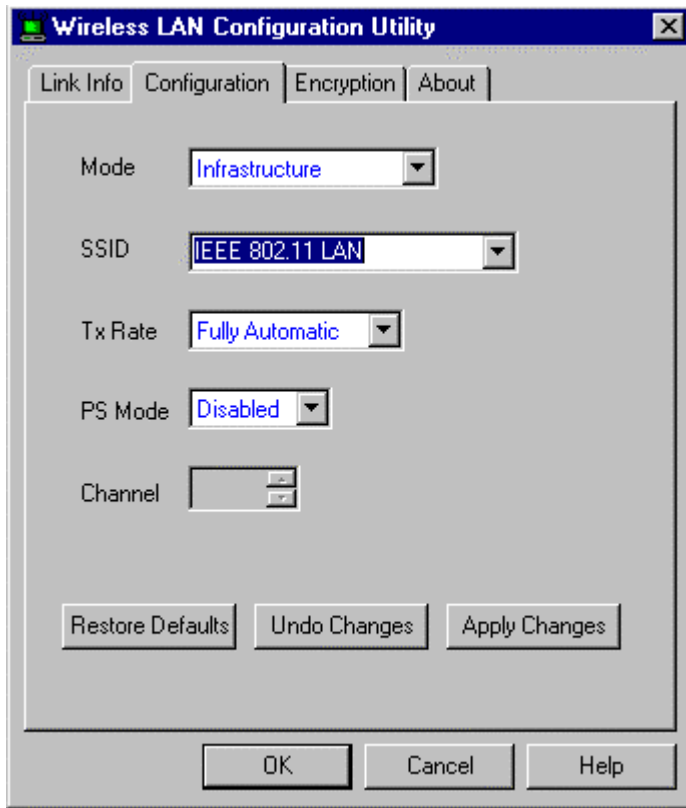 Wireless LAN Configuration Utility
Link Info Configuration Encryption About
Mode Infrastructure
SSID IEEE 802.11 LAN
Tx Rate Fully Automatic
PS Mode Disabled
Channel
Restore Defaults Undo Changes Apply Changes
OK Cancel Help